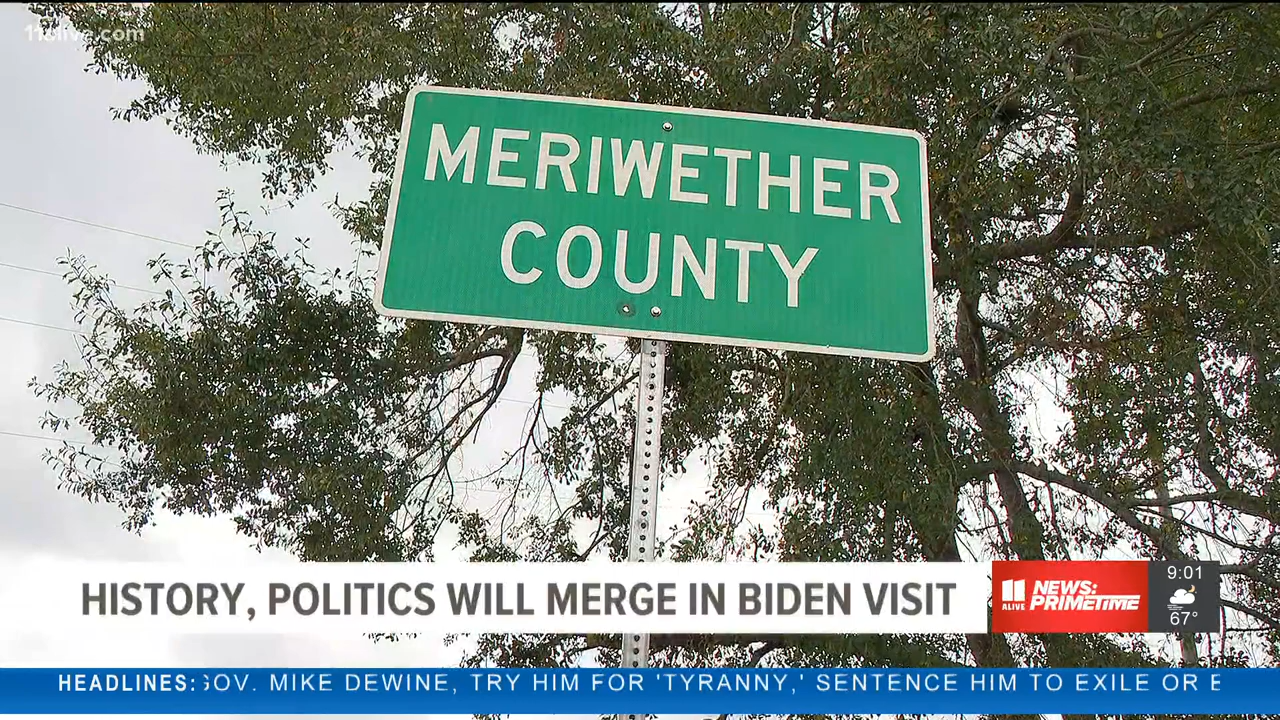 11alive.com
MERIWETHER
COUNTY
HISTORY, POLITICS WILL MERGE IN BIDEN VISIT
11
ALIVE
NEWS:
PRIMETIME
9:01
67°
HEADLINES: GOV. MIKE DEWINE, TRY HIM FOR 'TYRANNY,' SENTENCE HIM TO EXILE OR